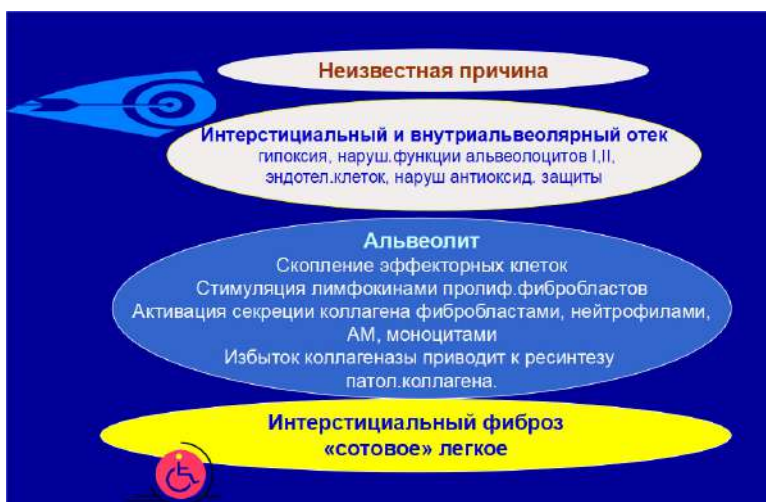 Неизвестная причина
Интерстициальный и внутриальвеолярный отек
гипоксия, наруш.функции альвеолоцитов I,II,
эндотел.клеток, наруш антиоксид. защиты
Альвеолит
Скопление эффекторных клеток
Стимуляция лимфокинами пролиф.фибробластов
Активация секреции коллагена фибробластами, нейтрофилами,
АМ, моноцитами
Избыток коллагеназы приводит к ресинтезу
патол.коллагена.
Интерстициальный фиброз
«сотовое» легкое